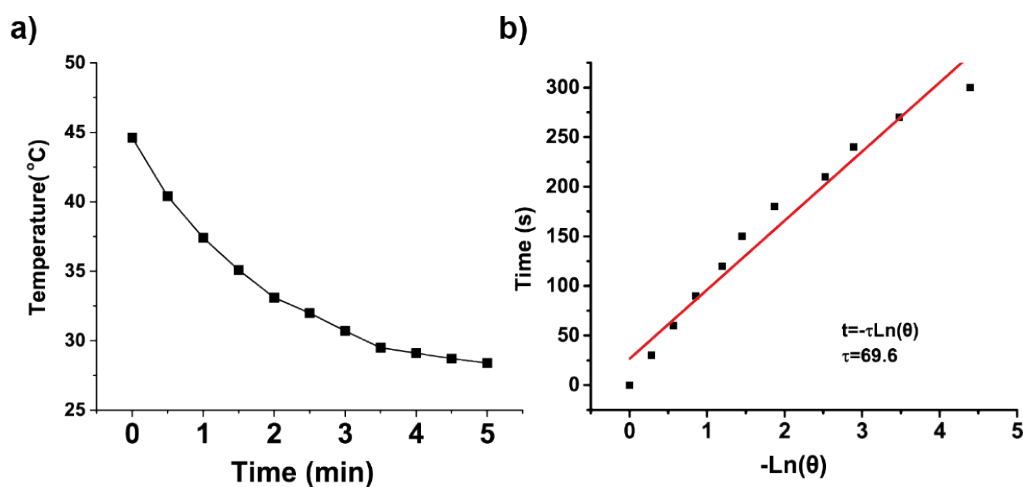 a)
50
45
40
35
30
25
Temperature( °C)
0 1 2 3 4 5
Time (min)
b)
300
250
200
150
100
50
0
Time (s)
t=-τLn(θ)
τ=69.6
0 1 2 3 4 5
-Ln(θ)